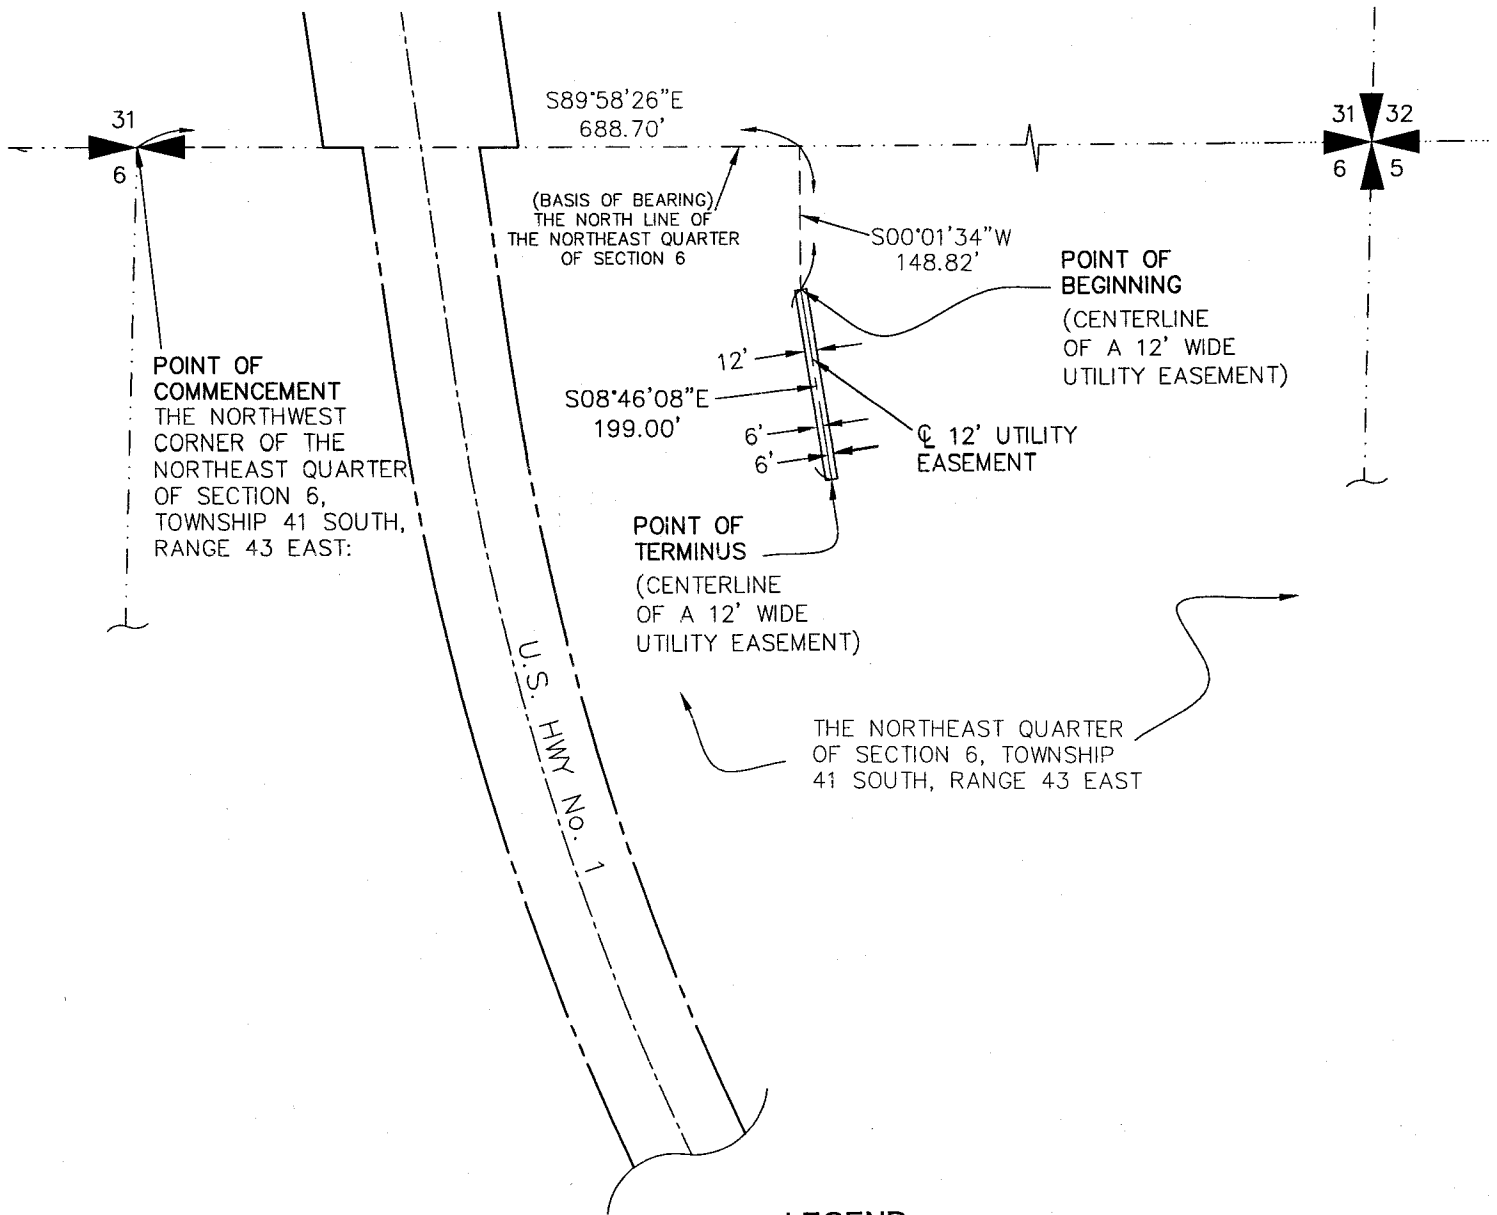 S89°58'26"E
688.70'
31
6
31 32
6 5
(BASIS OF BEARING)
THE NORTH LINE OF
THE NORTHEAST QUARTER
OF SECTION 6
S00°01'34"W
148.82'
POINT OF
BEGINNING
(CENTERLINE
OF A 12' WIDE
UTILITY EASEMENT)
POINT OF
COMMENCEMENT
THE NORTHWEST
CORNER OF THE
NORTHEAST QUARTER
OF SECTION 6,
TOWNSHIP 41 SOUTH,
RANGE 43 EAST:
12'
S08°46'08"E
199.00'
6'
6'
℄ 12' UTILITY
EASEMENT
POINT OF
TERMINUS
(CENTERLINE
OF A 12' WIDE
UTILITY EASEMENT)
U.S. HWY No. 1
THE NORTHEAST QUARTER
OF SECTION 6, TOWNSHIP
41 SOUTH, RANGE 43 EAST
LEGEND